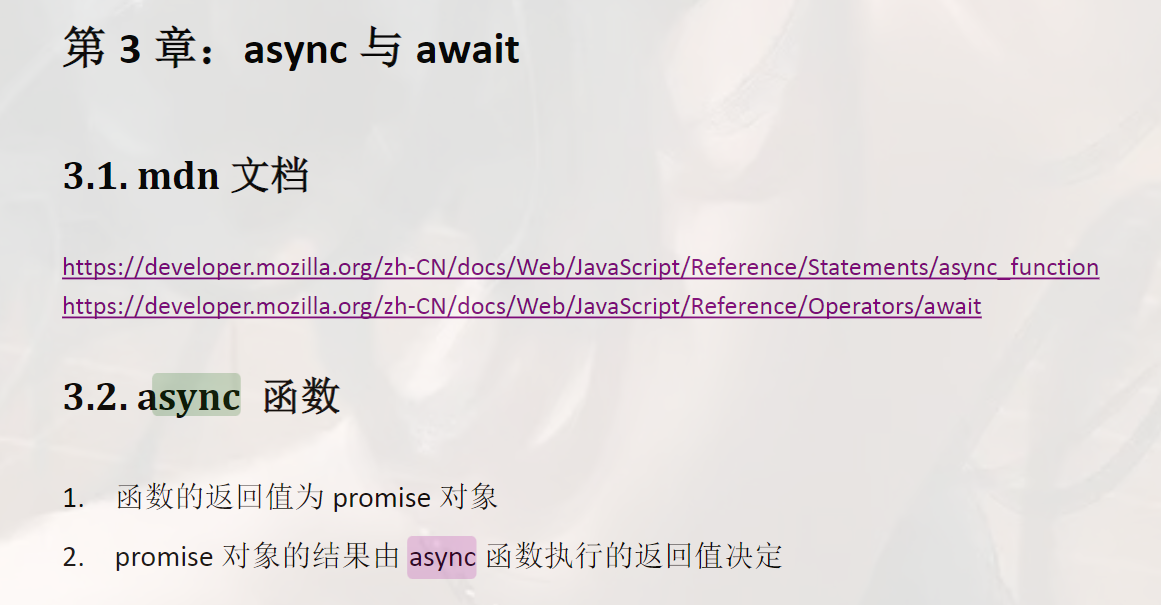 第 3 章：async 与 await
3.1. mdn 文档
https://developer.mozilla.org/zh-CN/docs/Web/JavaScript/Reference/Statements/async_function
https://developer.mozilla.org/zh-CN/docs/Web/JavaScript/Reference/Operators/await
3.2. async 函数
1. 函数的返回值为 promise 对象
2. promise 对象的结果由 async 函数执行的返回值决定